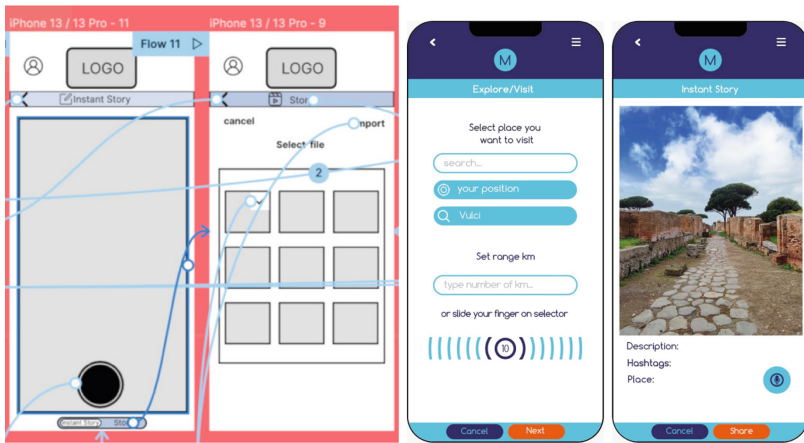 iPhone 13 / 13 Pro - 11
Flow 11
LOGO
Instant Story
Instant Story
iPhone 13 / 13 Pro - 9
LOGO
cancel
Select file
2
M
Explore/Visit
Select place you
want to visit
search...
your position
Vulci
Set range km
type number of km..
or slide your finger on selector
10
Cancel
Next
M
Instant Story
Description:
Hashtags:
Place:
Cancel
Share